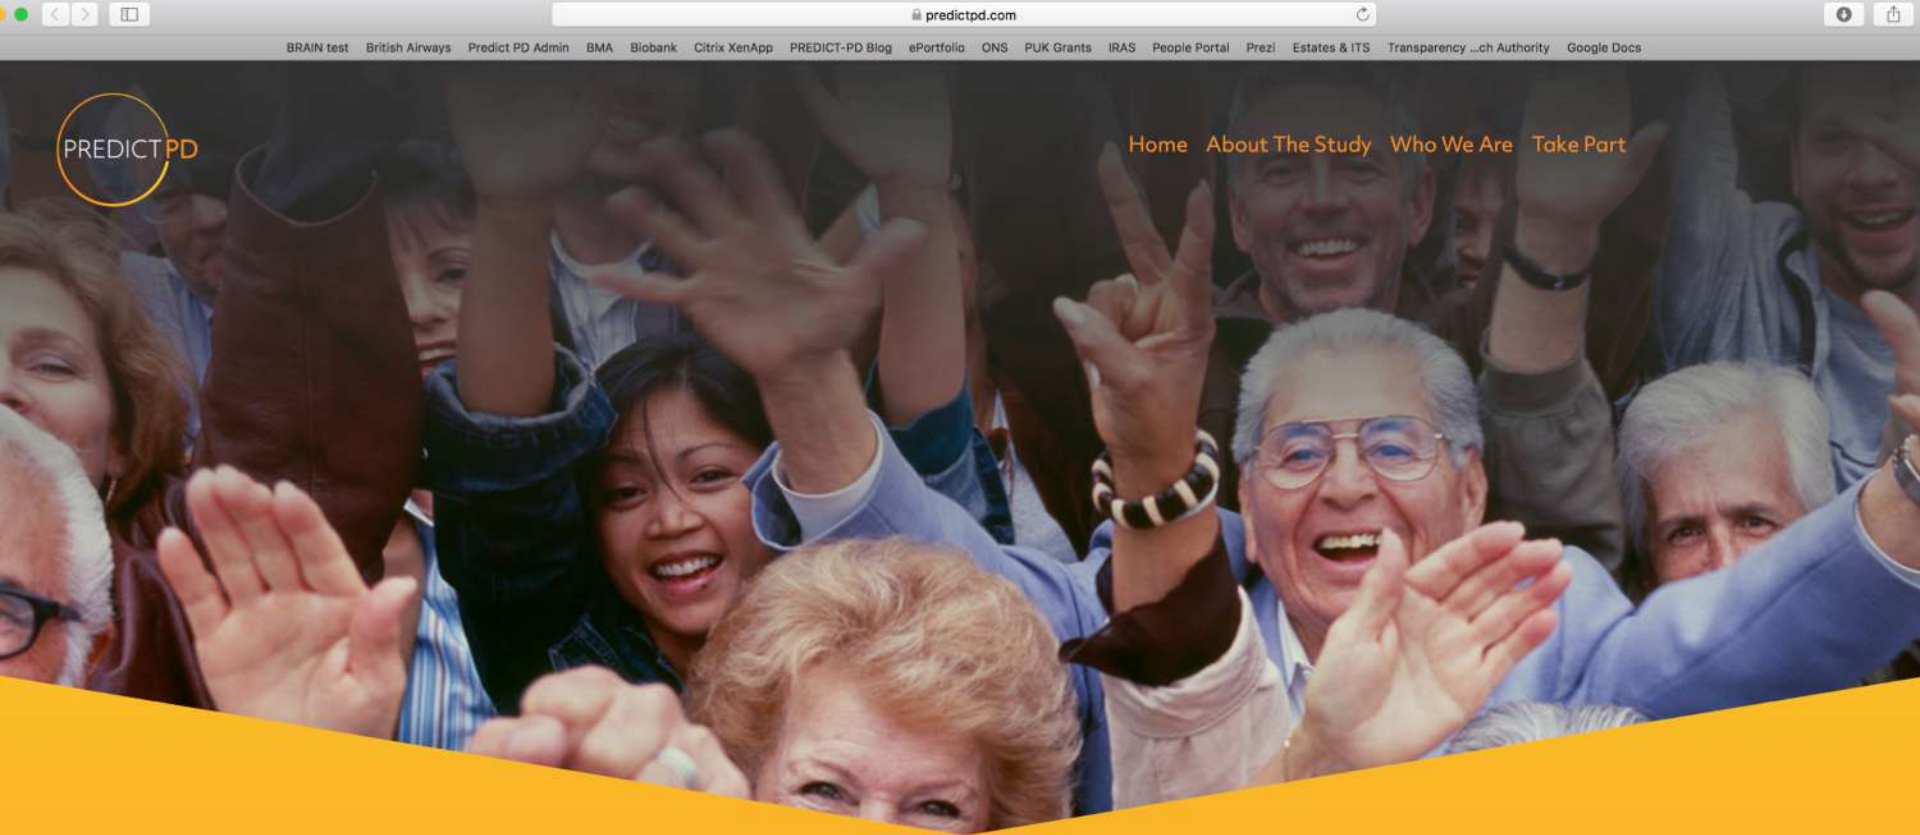 predictpd.com
BRAIN test British Airways Predict PD Admin BMA Biobank Citrix XenApp PREDICT-PD Blog ePortfolio ONS PUK Grants IRAS People Portal Prezi Estates & ITS Transparency ...ch Authority Google Docs
PREDICTPD
Home About The Study Who We Are Take Part